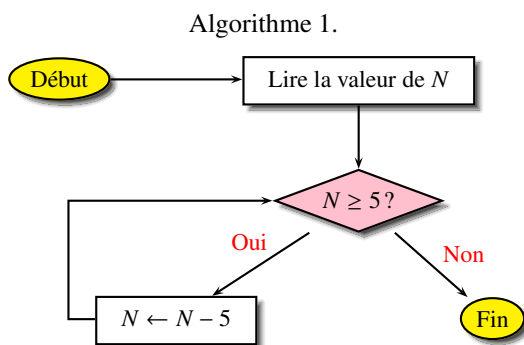 Algorithme 1.
Début
Lire la valeur de N
N ≥ 5 ?
Oui
Non
N ← N − 5
Fin